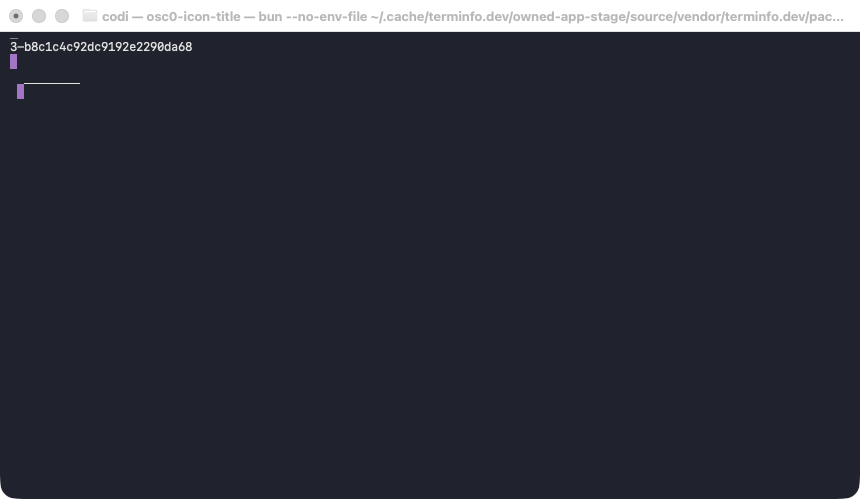 codi — osc0-icon-title — bun --no-env-file ~/.cache/terminfo.dev/owned-app-stage/source/vendor/terminfo.dev/pac...
3-b8c1c4c92dc9192e2290da68